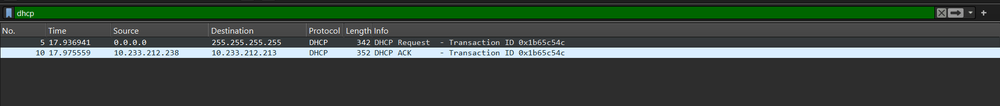 dhcp
No. Time Source Destination Protocol Length Info
5 17.936941 0.0.0.0 255.255.255.255 DHCP 342 DHCP Request - Transaction ID 0x1b65c54c
10 17.975559 10.233.212.238 10.233.212.213 DHCP 352 DHCP ACK - Transaction ID 0x1b65c54c